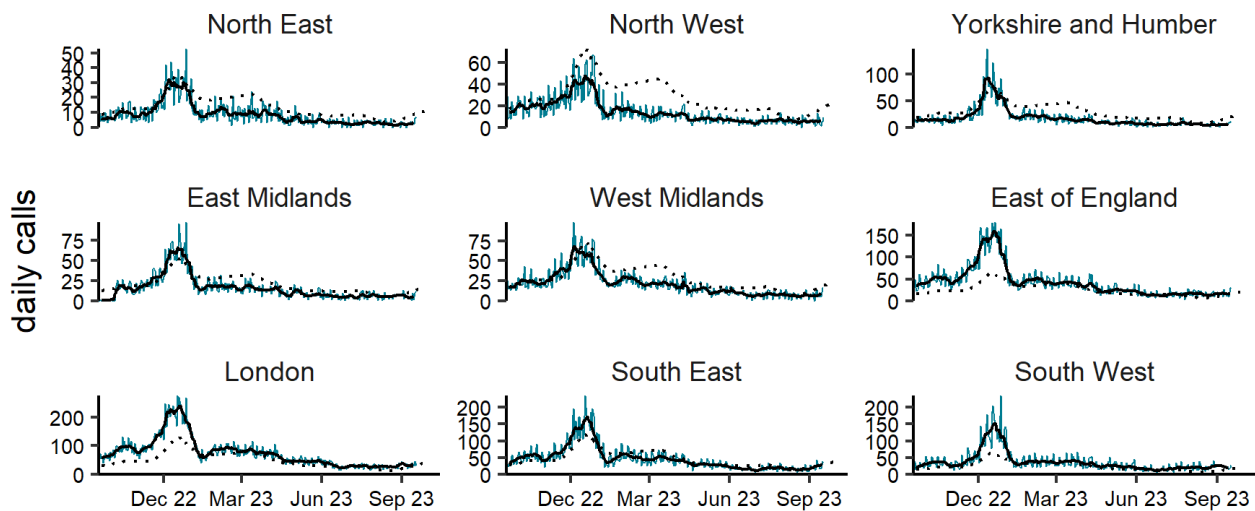 North East
North West
Yorkshire and Humber
50
40
30
20
10
0
60
40
20
0
100
50
0
East Midlands
West Midlands
East of England
daily calls
75
50
25
0
75
50
25
0
150
100
50
0
London
South East
South West
200
100
0
200
150
100
50
0
200
150
100
50
0
Dec 22 Mar 23 Jun 23 Sep 23
Dec 22 Mar 23 Jun 23 Sep 23
Dec 22 Mar 23 Jun 23 Sep 23